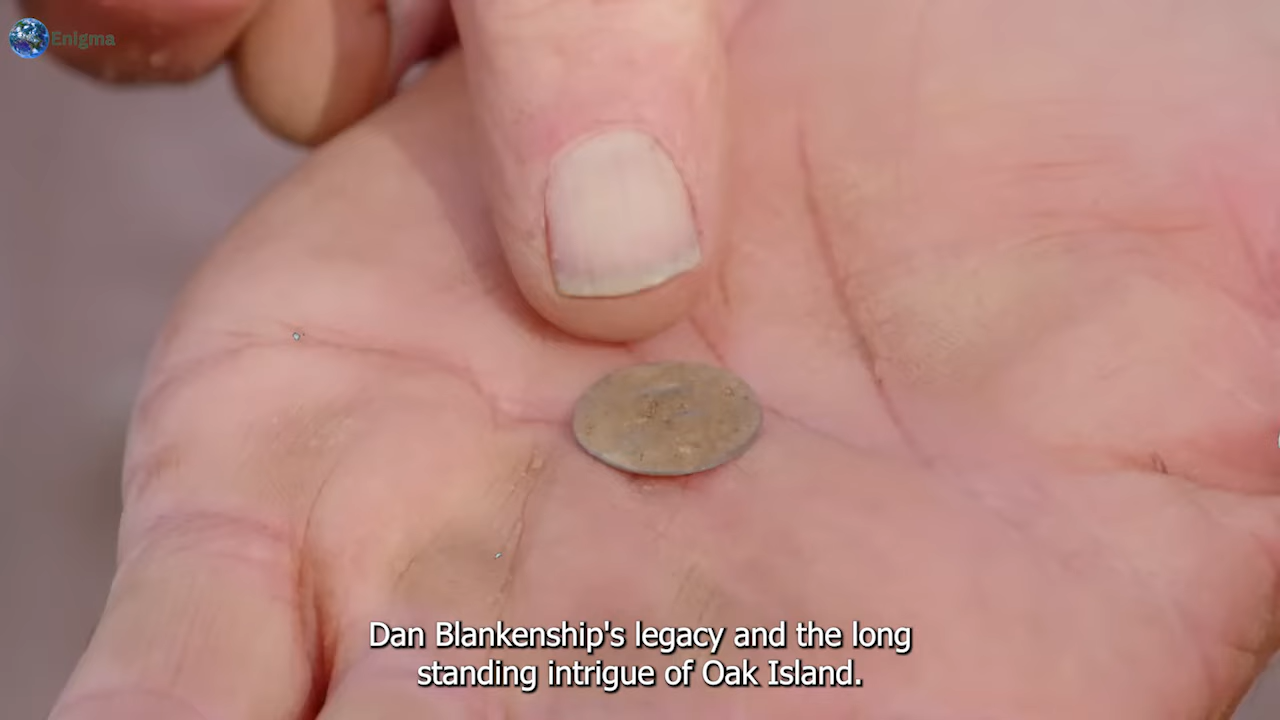 Enigma
Dan Blankenship's legacy and the long
standing intrigue of Oak Island.